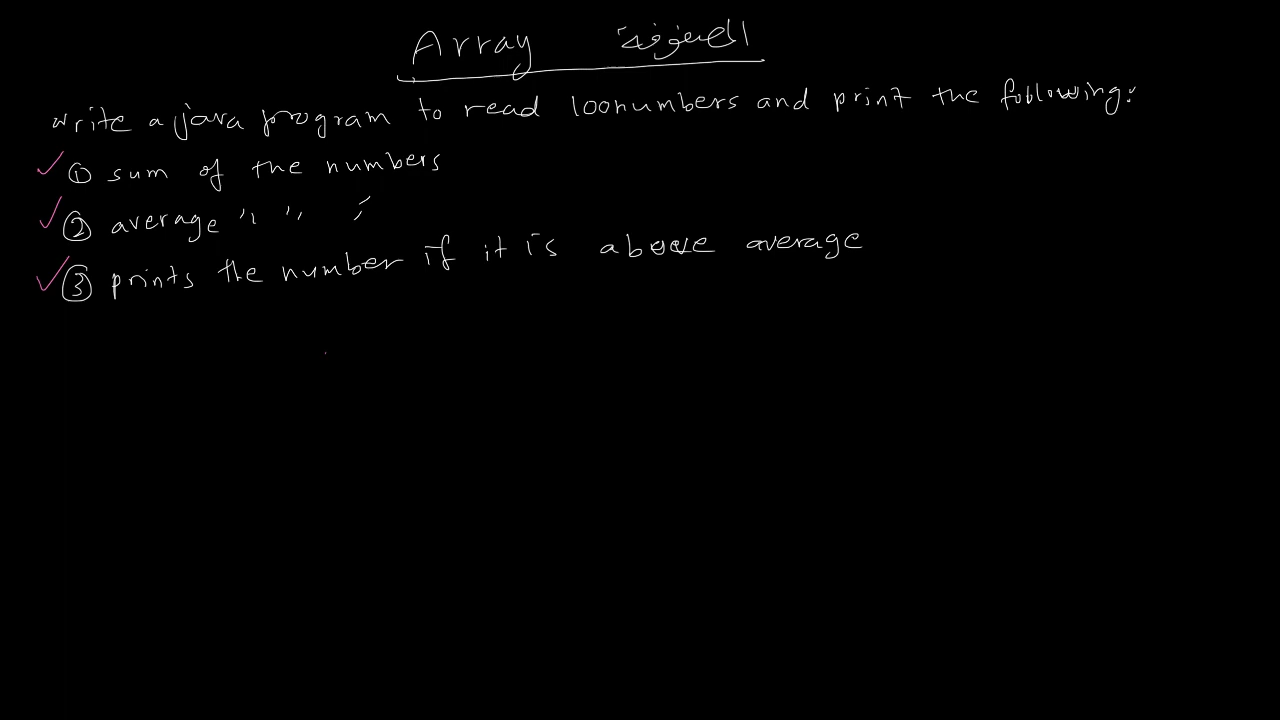 Array المصفوفة
write a java program to read 100 numbers and print the following:
① sum of the numbers
② average " " "
③ prints the number if it is above average